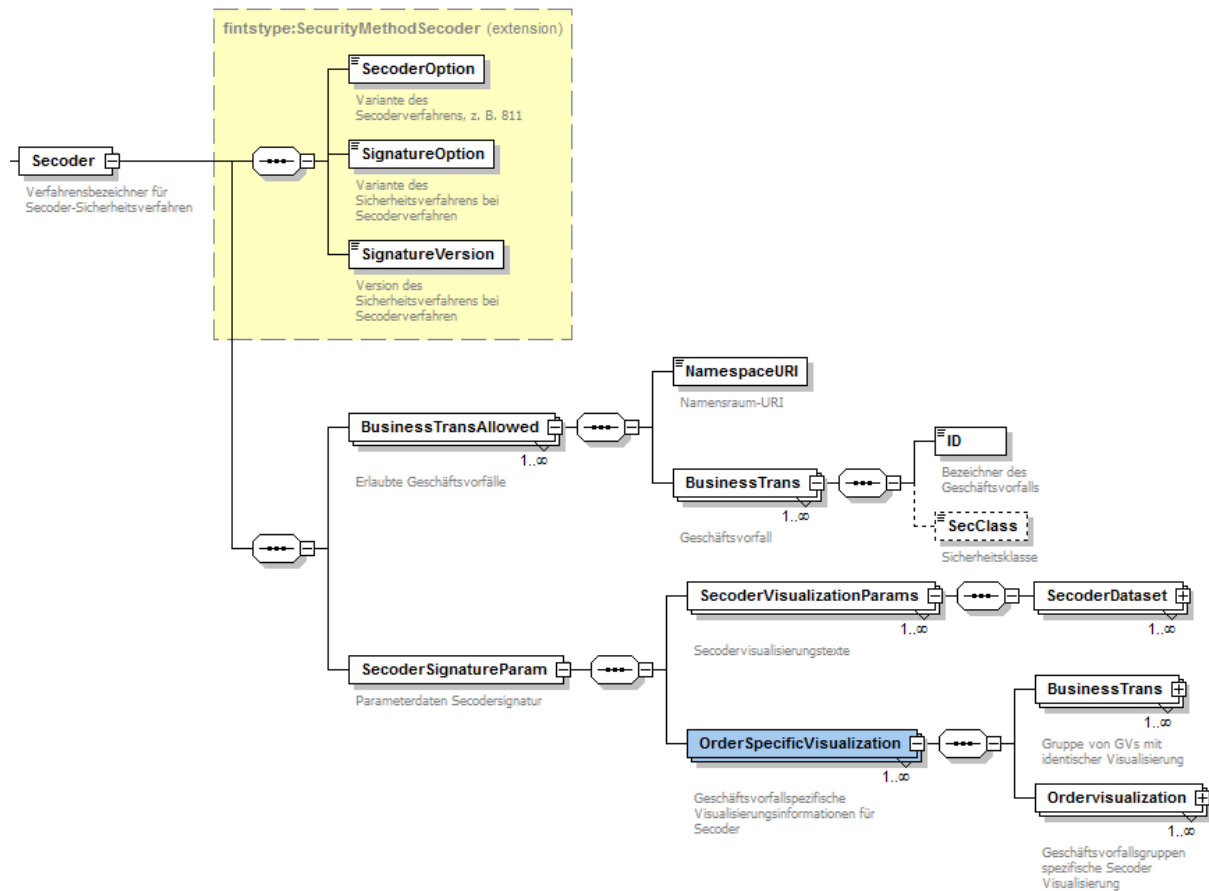 fintstype:SecurityMethodSecoder (extension)
SecoderOption
Variante des
Secoderverfahrens, z. B. 811
Secoder
Verfahrensbezeichner für
Secoder-Sicherheitsverfahren
SignatureOption
Variante des
Sicherheitsverfahrens bei
Secoderverfahren
SignatureVersion
Version des
Sicherheitsverfahrens bei
Secoderverfahren
BusinessTransAllowed
1..∞
Erlaubte Geschäftsvorfälle
NamespaceURI
Namensraum-URI
BusinessTrans
1..∞
Geschäftsvorfall
ID
Bezeichner des
Geschäftsvorfalls
SecClass
Sicherheitsklasse
SecoderSignatureParam
Parameterdaten Secodersignatur
SecoderVisualizationParams
1..∞
Secodervisualisierungstexte
SecoderDataset
1..∞
OrderSpecificVisualization
1..∞
Geschäftsvorfallspezifische
Visualisierungsinformationen für
Secoder
BusinessTrans
1..∞
Gruppe von GVs mit
identischer Visualisierung
Ordervisualization
1..∞
Geschäftsvorfallsgruppen
spezifische Secoder
Visualisierung